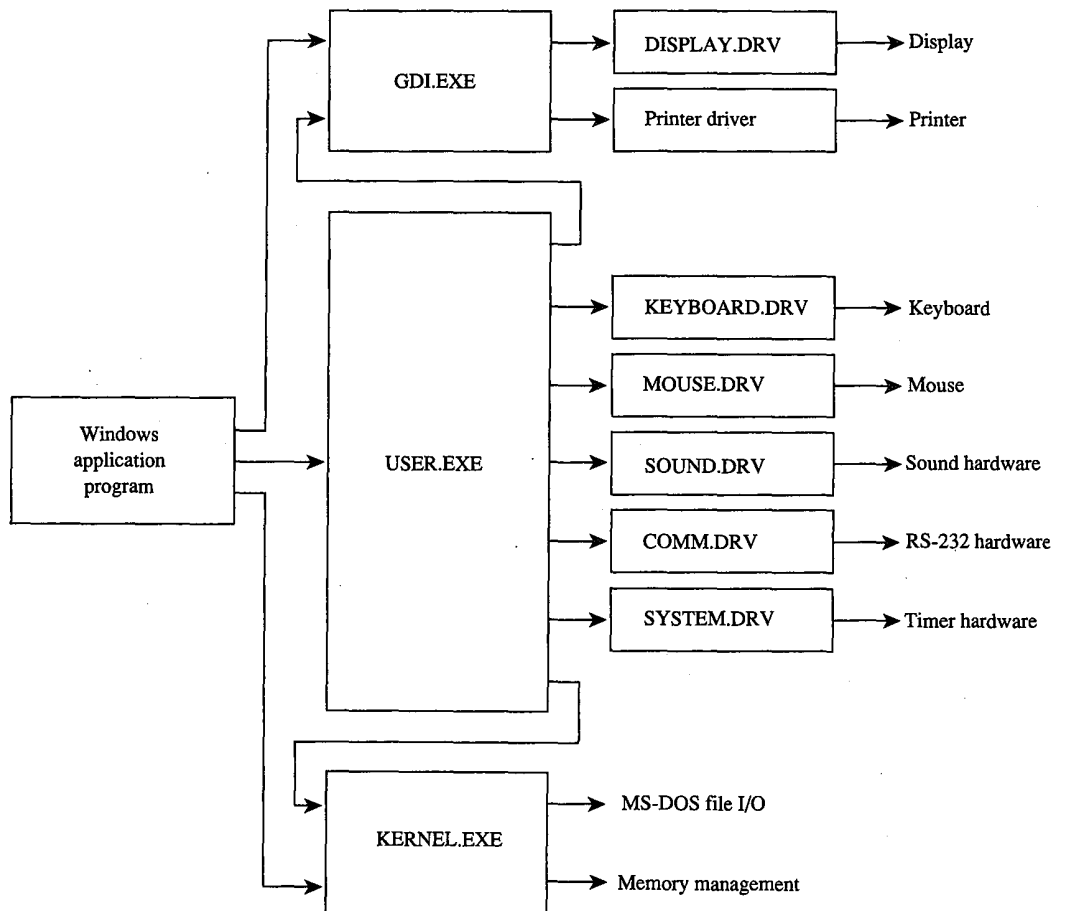 GDI.EXE
DISPLAY.DRV
Display
Printer driver
Printer
Windows
application
program
USER.EXE
KEYBOARD.DRV
Keyboard
MOUSE.DRV
Mouse
SOUND.DRV
Sound hardware
COMM.DRV
RS-232 hardware
SYSTEM.DRV
Timer hardware
KERNEL.EXE
MS-DOS file I/O
Memory management